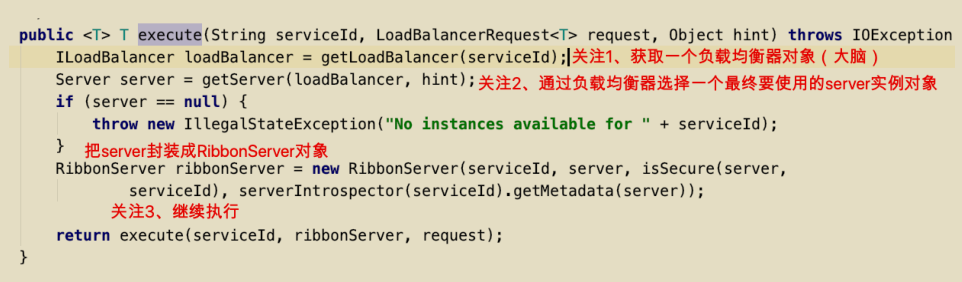 public <T> T execute(String serviceId, LoadBalancerRequest<T> request, Object hint) throws IOException
ILoadBalancer loadBalancer = getLoadBalancer(serviceId);关注1、获取一个负载均衡器对象（大脑）
Server server = getServer(loadBalancer, hint);关注2、通过负载均衡器选择一个最终要使用的server实例对象
if (server == null) {
throw new IllegalStateException("No instances available for " + serviceId);
}
把server封装成RibbonServer对象
RibbonServer ribbonServer = new RibbonServer(serviceId, server, isSecure(server,
serviceId), serverIntrospector(serviceId).getMetadata(server));
关注3、继续执行
return execute(serviceId, ribbonServer, request);
}